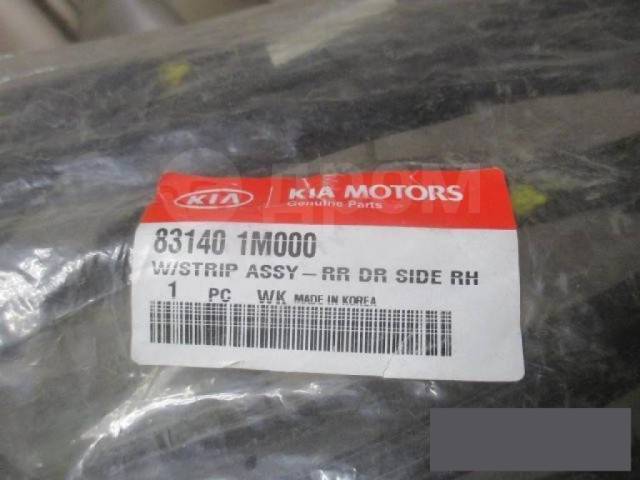 KIA KIA MOTORS
Genuine Parts
83140 1M000
W/STRIP ASSY-RR DR SIDE RH
1 PC WK MADE IN KOREA